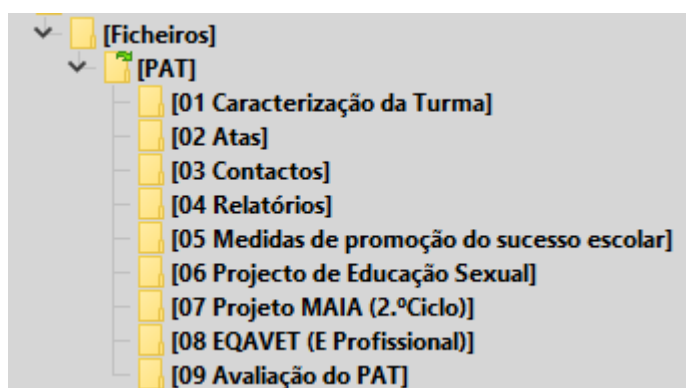 [Ficheiros]
[PAT]
[01 Caracterização da Turma]
[02 Atas]
[03 Contactos]
[04 Relatórios]
[05 Medidas de promoção do sucesso escolar]
[06 Projecto de Educação Sexual]
[07 Projeto MAIA (2.ºCiclo)]
[08 EQAVET (E Profissional)]
[09 Avaliação do PAT]